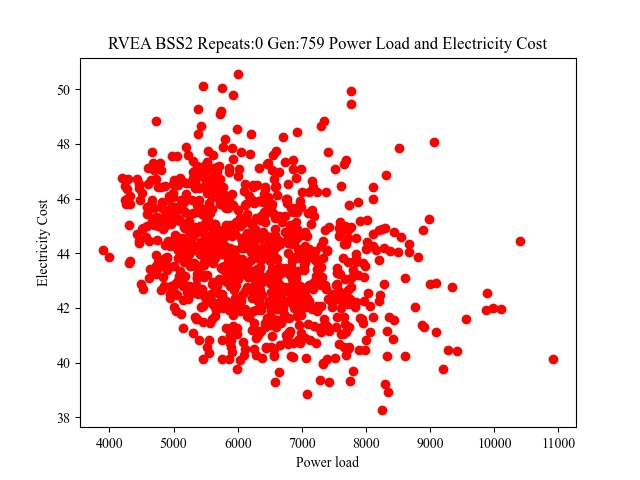 RVEA BSS2 Repeats:0 Gen:759 Power Load and Electricity Cost
50
48
46
44
42
40
38
Electricity Cost
4000 5000 6000 7000 8000 9000 10000 11000
Power load